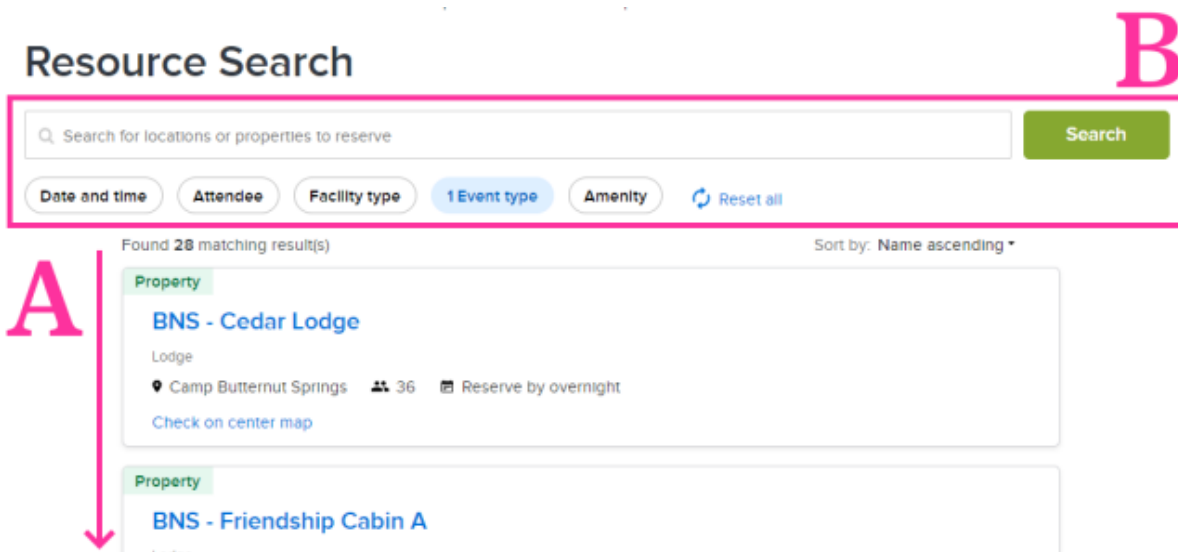 Resource Search
B
Search for locations or properties to reserve
Search
Date and time Attendee Facility type 1 Event type Amenity Reset all
Found 28 matching result(s) Sort by: Name ascending
A
Property
BNS - Cedar Lodge
Lodge
Camp Butternut Springs 36 Reserve by overnight
Check on center map
Property
BNS - Friendship Cabin A